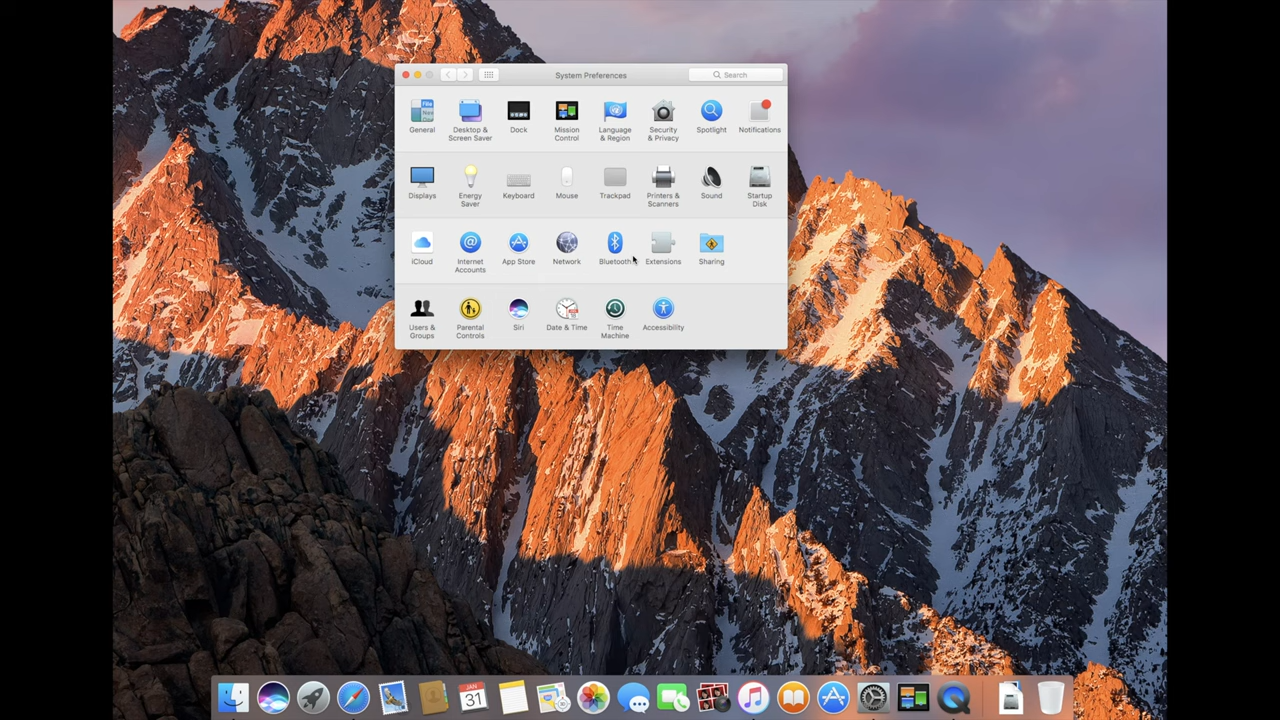 System Preferences
Search
General
Desktop &
Screen Saver
Dock
Mission
Control
Language
& Region
Security
& Privacy
Spotlight
Notifications
Displays
Energy
Saver
Keyboard
Mouse
Trackpad
Printers &
Scanners
Sound
Startup
Disk
iCloud
Internet
Accounts
App Store
Network
Bluetooth
Extensions
Sharing
Users &
Groups
Parental
Controls
Siri
Date & Time
Time
Machine
Accessibility
JAN
31